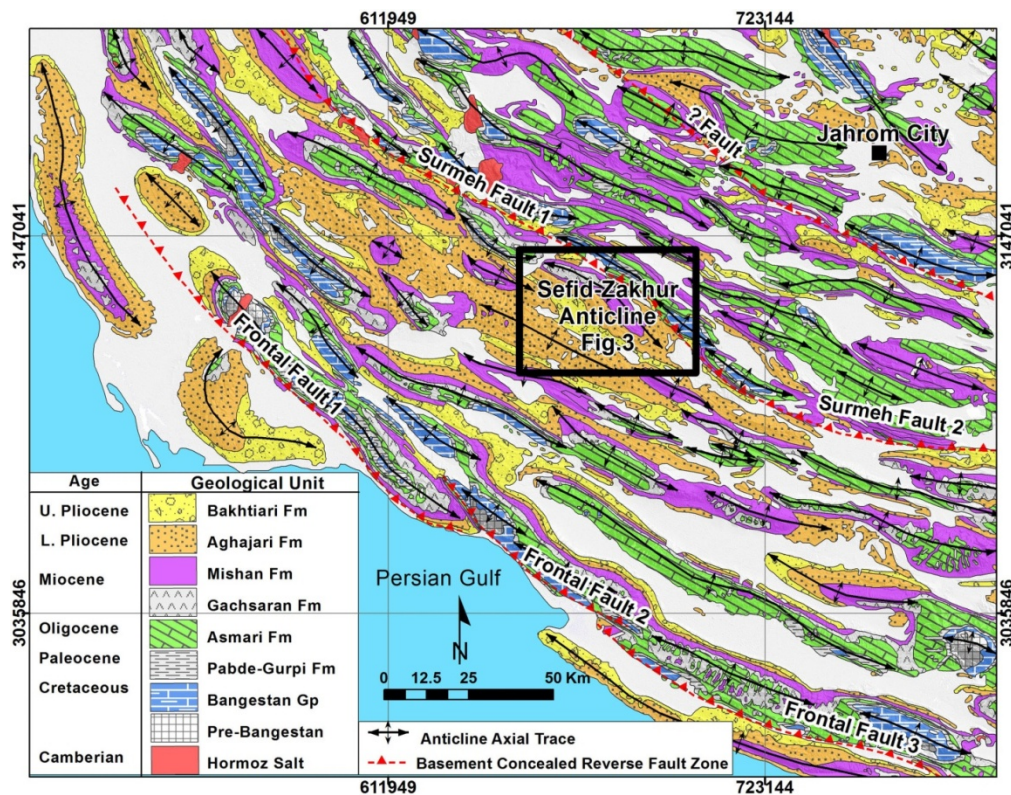 611949
723144
Jahrom City
? Fault
Surmeh Fault 1
3147041
3147041
Sefid Zakhur
Anticline
Fig.3
Frontal Fault 1
Surmeh Fault 2
Age
Geological Unit
U. Pliocene
Bakhtiari Fm
L. Pliocene
Aghajari Fm
Miocene
Mishan Fm
Gachsaran Fm
Oligocene
Asmari Fm
Paleocene
Pabde-Gurpi Fm
Cretaceous
Bangestan Gp
Pre-Bangestan
Camberian
Hormoz Salt
Persian Gulf
N
0 12.5 25 50 Km
Frontal Fault 2
3035846
3035846
Frontal Fault 3
Anticline Axial Trace
Basement Concealed Reverse Fault Zone
611949
723144